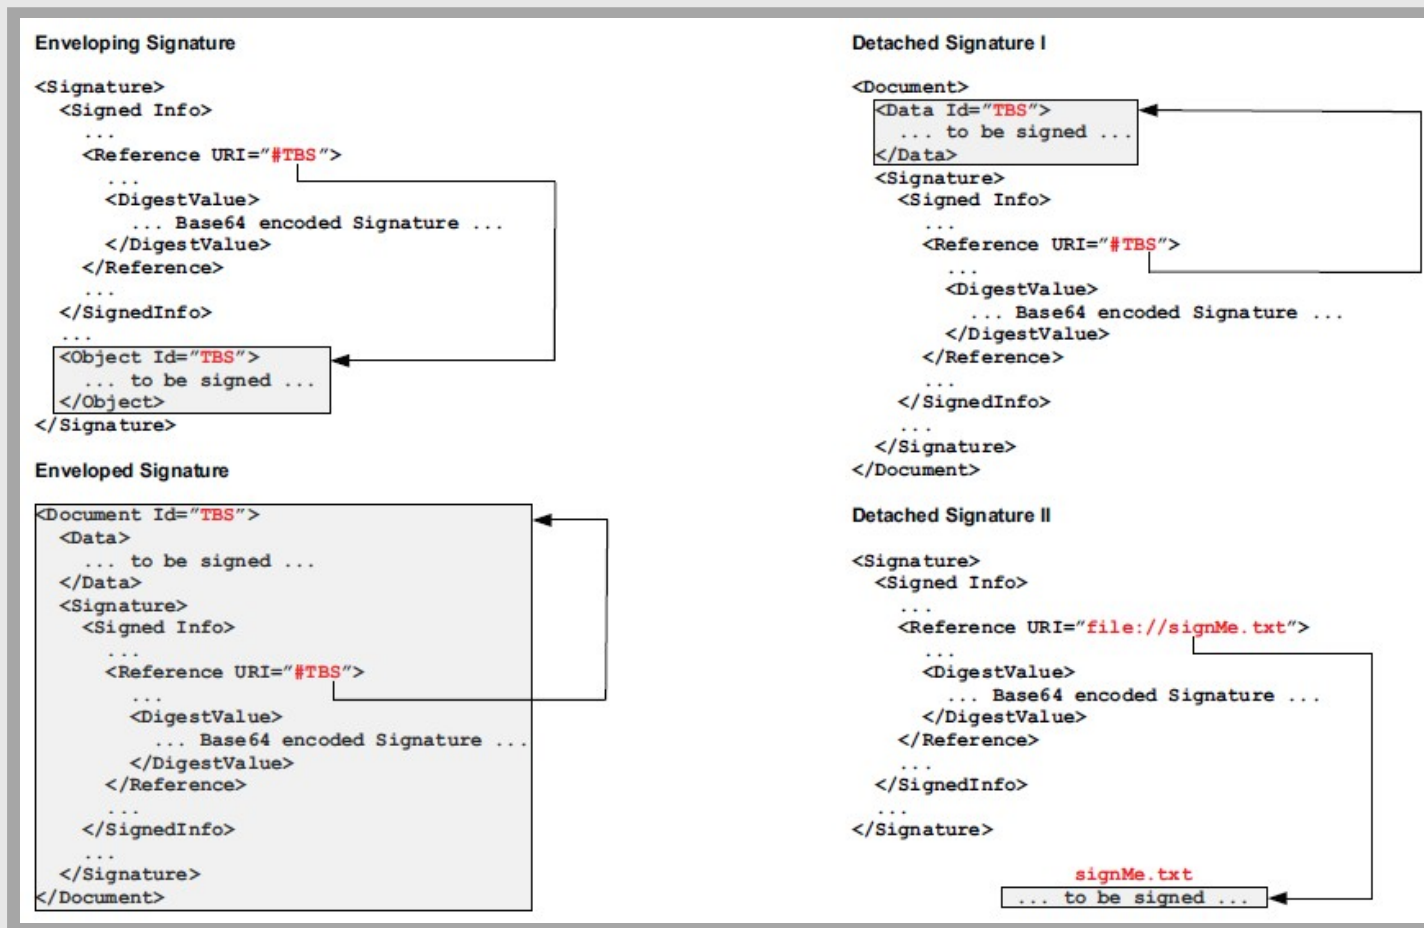 Enveloping Signature
<Signature>
<Signed Info>
...
<Reference URI="#TBS">
...
<DigestValue>
... Base64 encoded Signature ...
</DigestValue>
</Reference>
...
</SignedInfo>
...
<Object Id="TBS">
... to be signed ...
</Object>
</Signature>
Enveloped Signature
<Document Id="TBS">
<Data>
... to be signed ...
</Data>
<Signature>
<Signed Info>
...
<Reference URI="#TBS">
...
<DigestValue>
... Base64 encoded Signature ...
</DigestValue>
</Reference>
...
</SignedInfo>
...
</Signature>
</Document>
Detached Signature I
<Document>
<Data Id="TBS">
... to be signed ...
</Data>
<Signature>
<Signed Info>
...
<Reference URI="#TBS">
...
<DigestValue>
... Base64 encoded Signature ...
</DigestValue>
</Reference>
...
</SignedInfo>
...
</Signature>
</Document>
Detached Signature II
<Signature>
<Signed Info>
...
<Reference URI="file://signMe.txt">
...
<DigestValue>
... Base64 encoded Signature ...
</DigestValue>
</Reference>
...
</SignedInfo>
...
</Signature>
signMe.txt
... to be signed ...